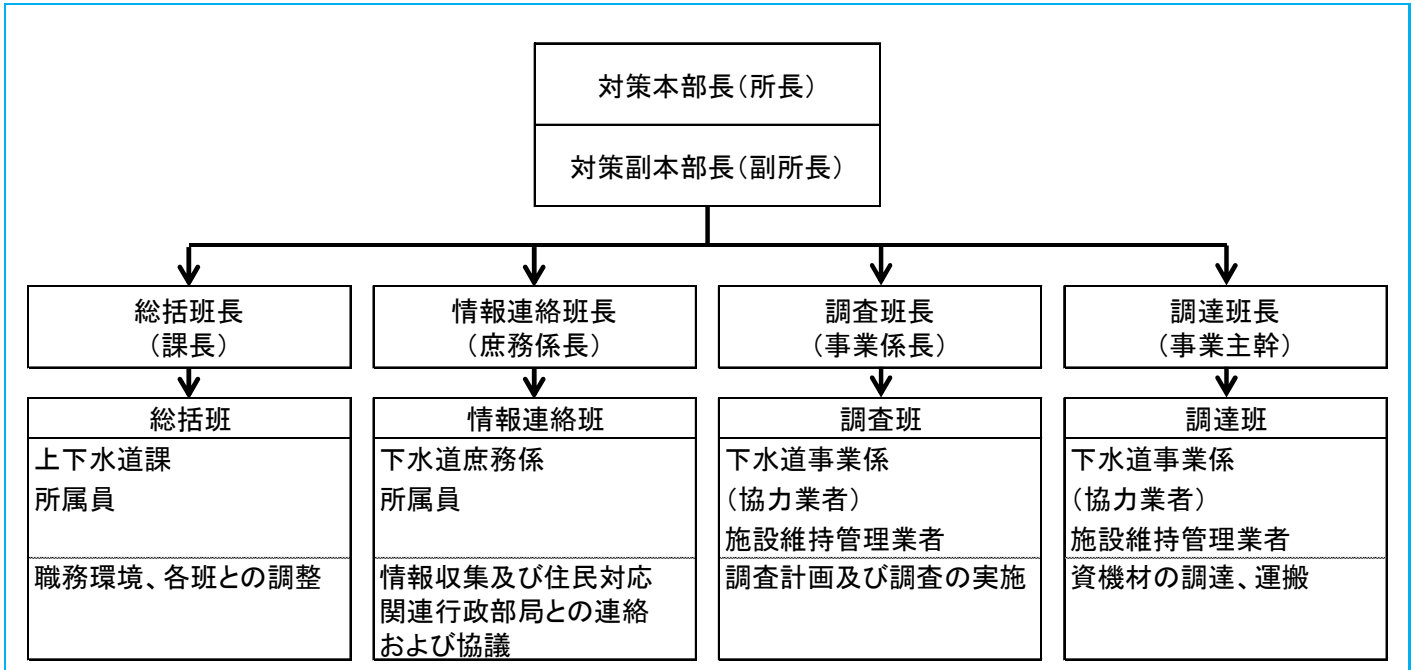 対策本部長（所長）
対策副本部長（副所長）
総括班長
（課長）
情報連絡班長
（庶務係長）
調査班長
（事業係長）
調達班長
（事業主幹）
総括班
上下水道課
所属員
職務環境、各班との調整
情報連絡班
下水道庶務係
所属員
情報収集及び住民対応
関連行政部局との連絡
および協議
調査班
下水道事業係
（協力業者）
施設維持管理業者
調査計画及び調査の実施
調達班
下水道事業係
（協力業者）
施設維持管理業者
資機材の調達、運搬